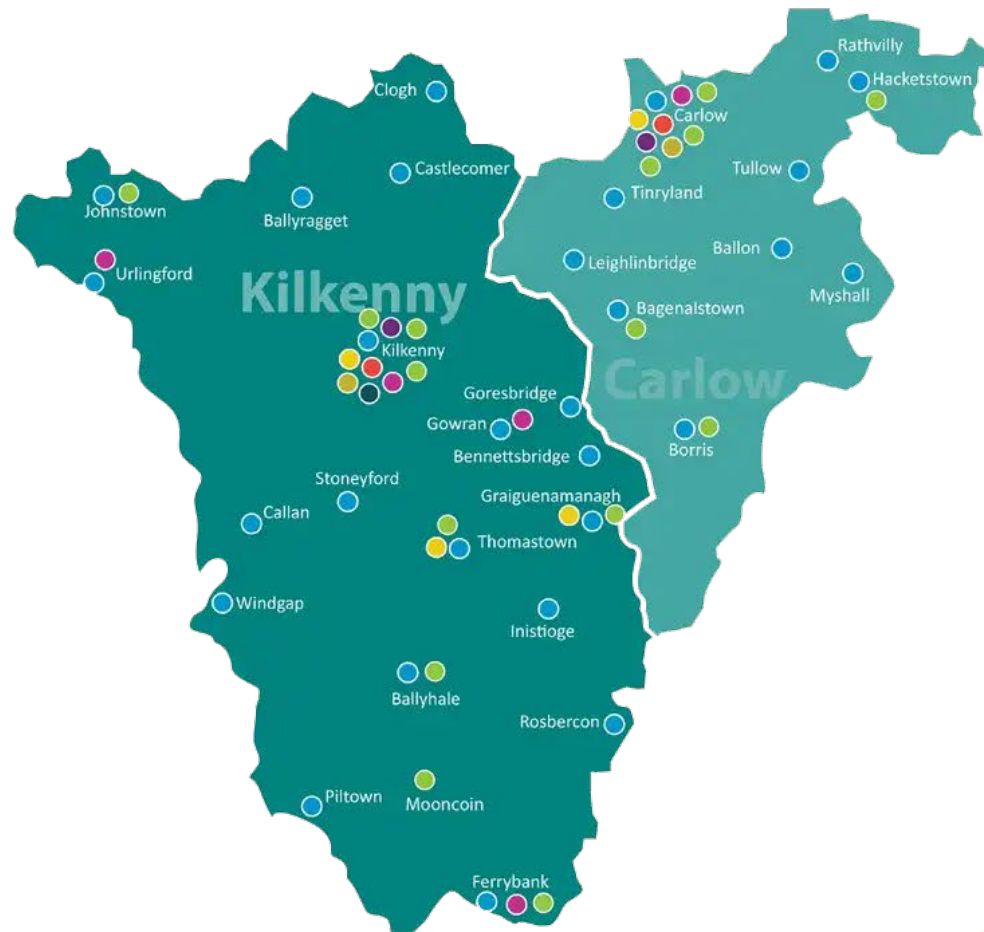 Rathvilly
Hacketstown
Clogh
Carlow
Castlecomer
Tullow
Tinryland
Johnstown
Ballyragget
Ballon
Leighlinbridge
Urlingford
Myshall
Kilkenny
Bagenalstown
Kilkenny
Carlow
Goresbridge
Gowran
Borris
Bennettsbridge
Stoneyford
Graiguenamanagh
Callan
Thomastown
Windgap
Inistioge
Ballyhale
Rosbercon
Piltown
Mooncoin
Ferrybank